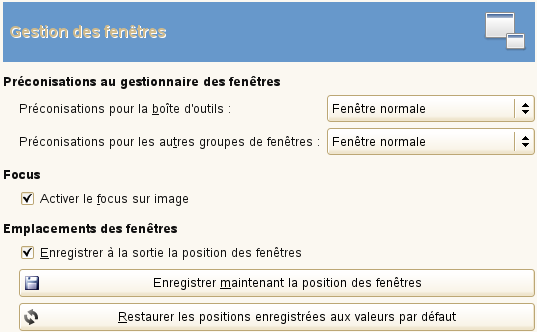 Gestion des fenêtres
Préconisations au gestionnaire des fenêtres
Préconisations pour la boîte d'outils : Fenêtre normale
Préconisations pour les autres groupes de fenêtres : Fenêtre normale
Focus
Activer le focus sur image
Emplacements des fenêtres
Enregistrer à la sortie la position des fenêtres
Enregistrer maintenant la position des fenêtres
Restaurer les positions enregistrées aux valeurs par défaut